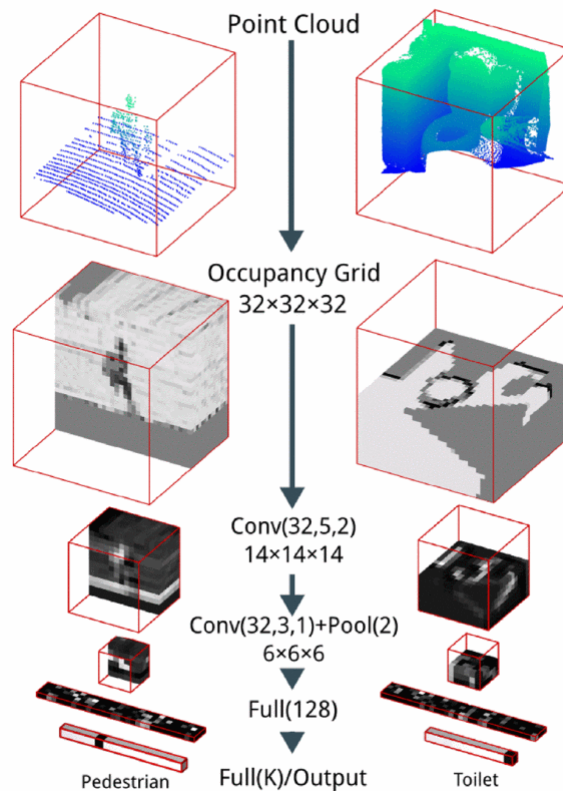 Point Cloud
Occupancy Grid
32×32×32
Conv(32,5,2)
14×14×14
Conv(32,3,1)+Pool(2)
6×6×6
Full(128)
Full(K)/Output
Pedestrian
Toilet